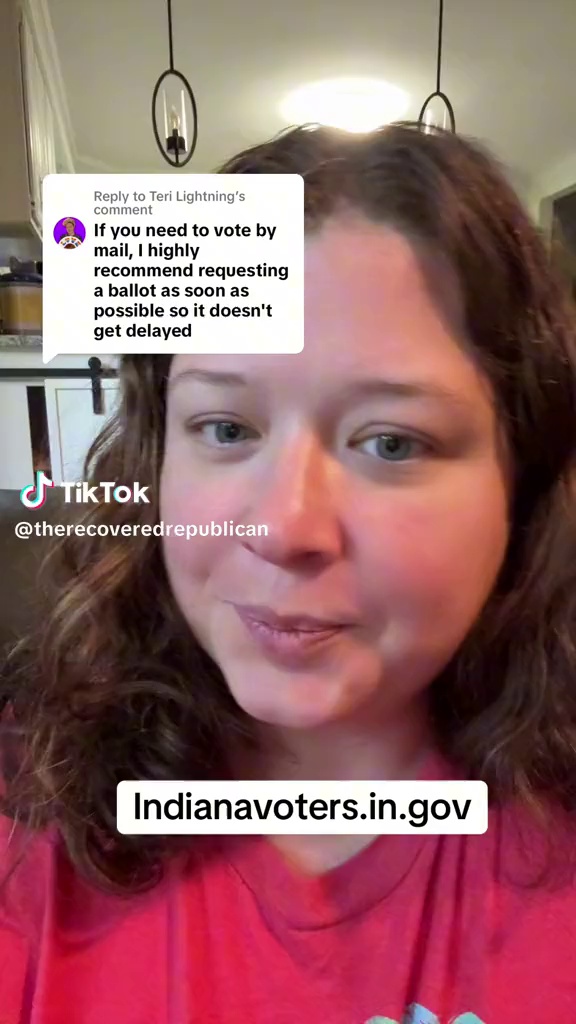 Reply to Teri Lightning's
comment
If you need to vote by
mail, I highly
recommend requesting
a ballot as soon as
possible so it doesn't
get delayed
TikTok
@therecoveredrepublican
Indianavoters.in.gov